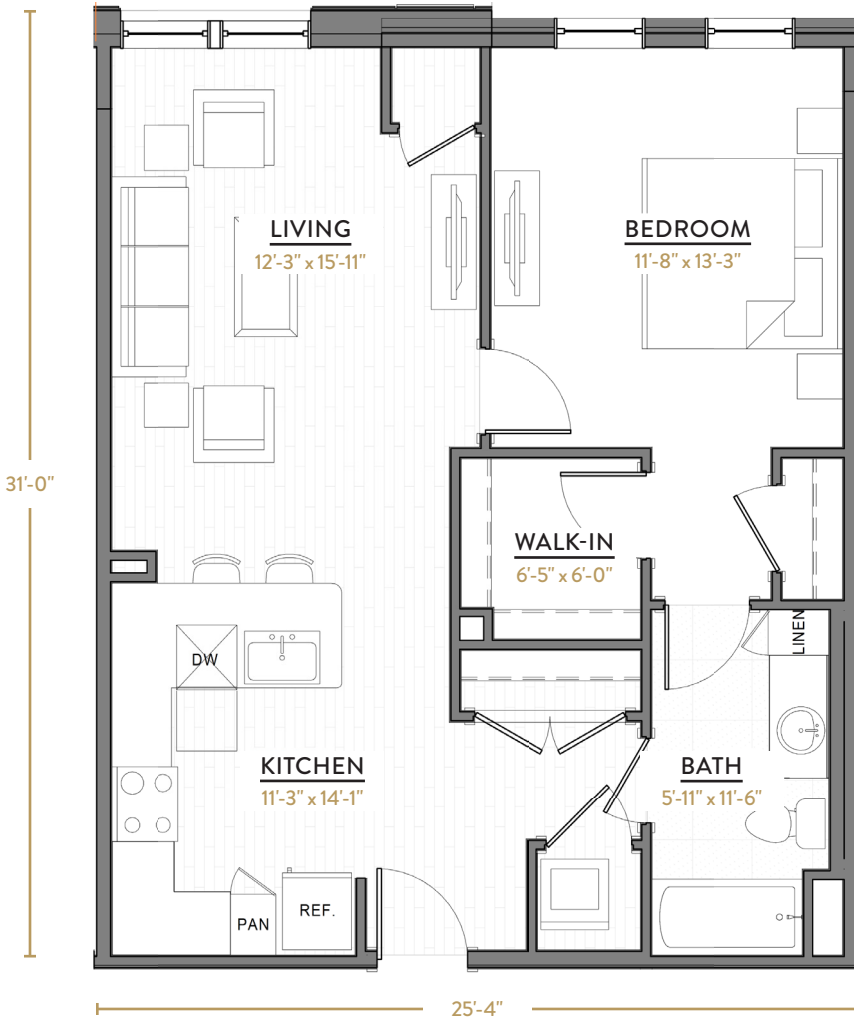 LIVING
12'-3" x 15'-11"
BEDROOM
11'-8" x 13'-3"
31'-0"
WALK-IN
6'-5" x 6'-0"
LINEN
DW
KITCHEN
11'-3" x 14'-1"
BATH
5'-11" x 11'-6"
REF.
PAN
25'-4"